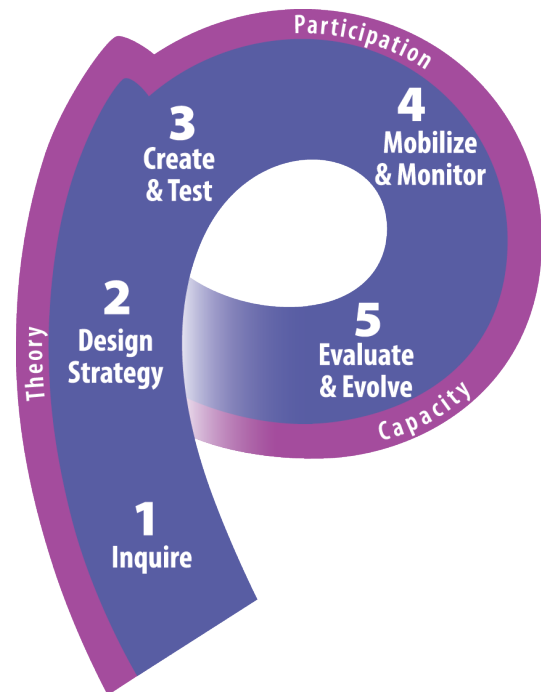 Participation
3
Create
& Test
4
Mobilize
& Monitor
2
Design
Strategy
5
Evaluate
& Evolve
Theory
Capacity
1
Inquire